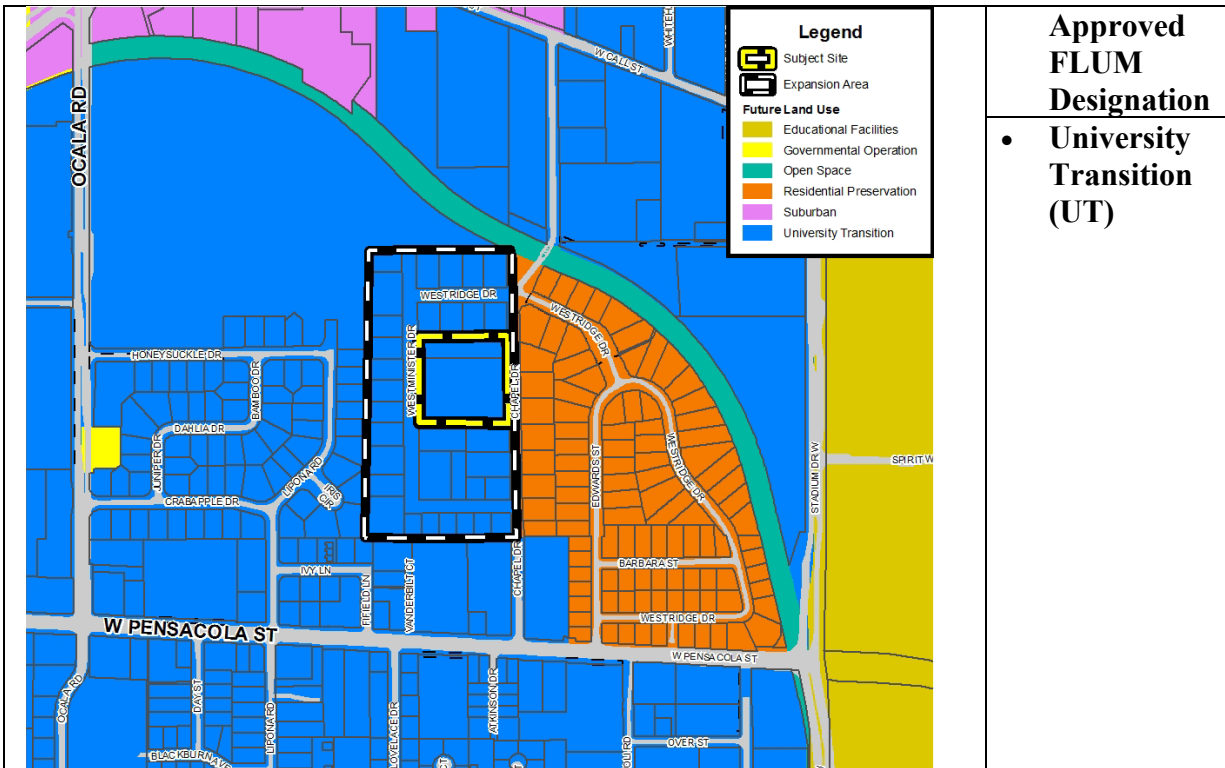 Legend
Subject Site
Expansion Area
Future Land Use
Educational Facilities
Governmental Operation
Open Space
Residential Preservation
Suburban
University Transition
Approved
FLUM
Designation
• University
Transition
(UT)
OCALA RD
W CALL ST
WESTRIDGE DR
WESTMINISTER DR
CHAPEL DR
WESTRIDGE DR
HONEYSUCKLE DR
BAMBOO DR
DAHLIA DR
JUNIPER DR
CRABAPPLE DR
LIPONA RD
IRIS CIR
EDWARDS ST
WESTRIDGE DR
STADIUM DR W
SPIRIT W
IVY LN
FIFIELD LN
VANDERBILT CT
CHAPEL DR
BARBARA ST
WESTRIDGE DR
W PENSACOLA ST
W PENSACOLA ST
OCALA RD
DAY ST
LIPONA RD
LOVELACE DR
ATKINSON DR
OVER ST
BLACKBURN AVE
CT
CT